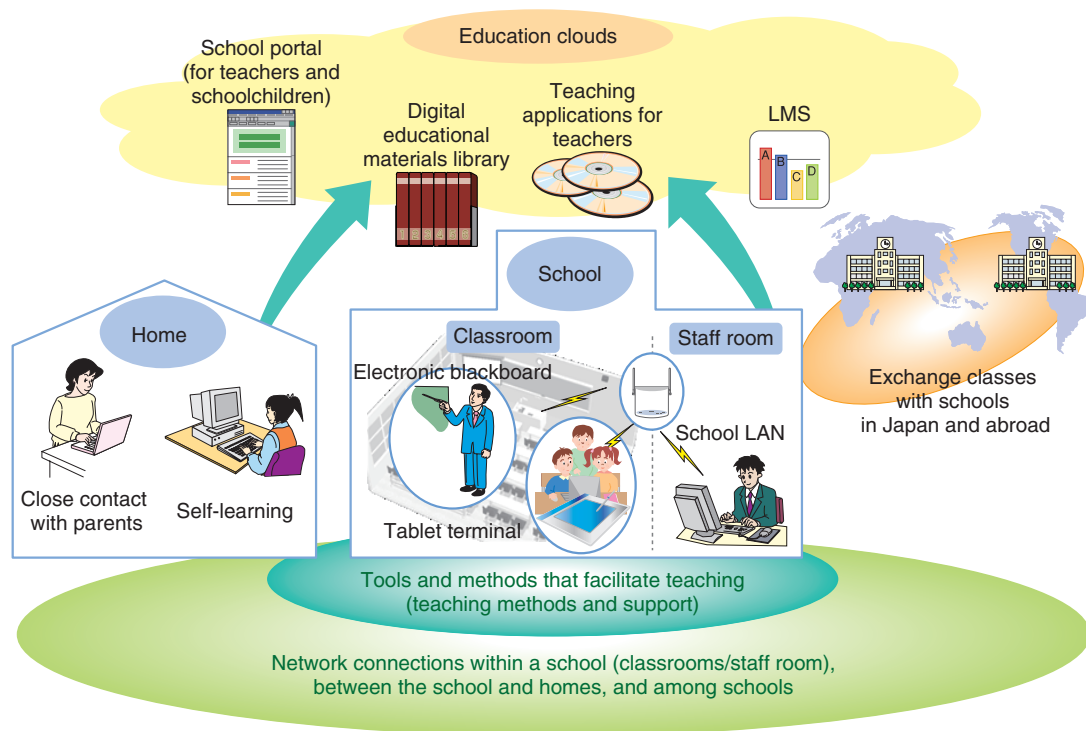 Education clouds
School portal
(for teachers and
schoolchildren)
Digital
educational
materials library
Teaching
applications for
teachers
LMS
A
B
C
D
School
Home
Classroom
Staff room
Electronic blackboard
School LAN
Tablet terminal
Close contact
with parents
Self-learning
Exchange classes
with schools
in Japan and abroad
Tools and methods that facilitate teaching
(teaching methods and support)
Network connections within a school (classrooms/staff room),
between the school and homes, and among schools